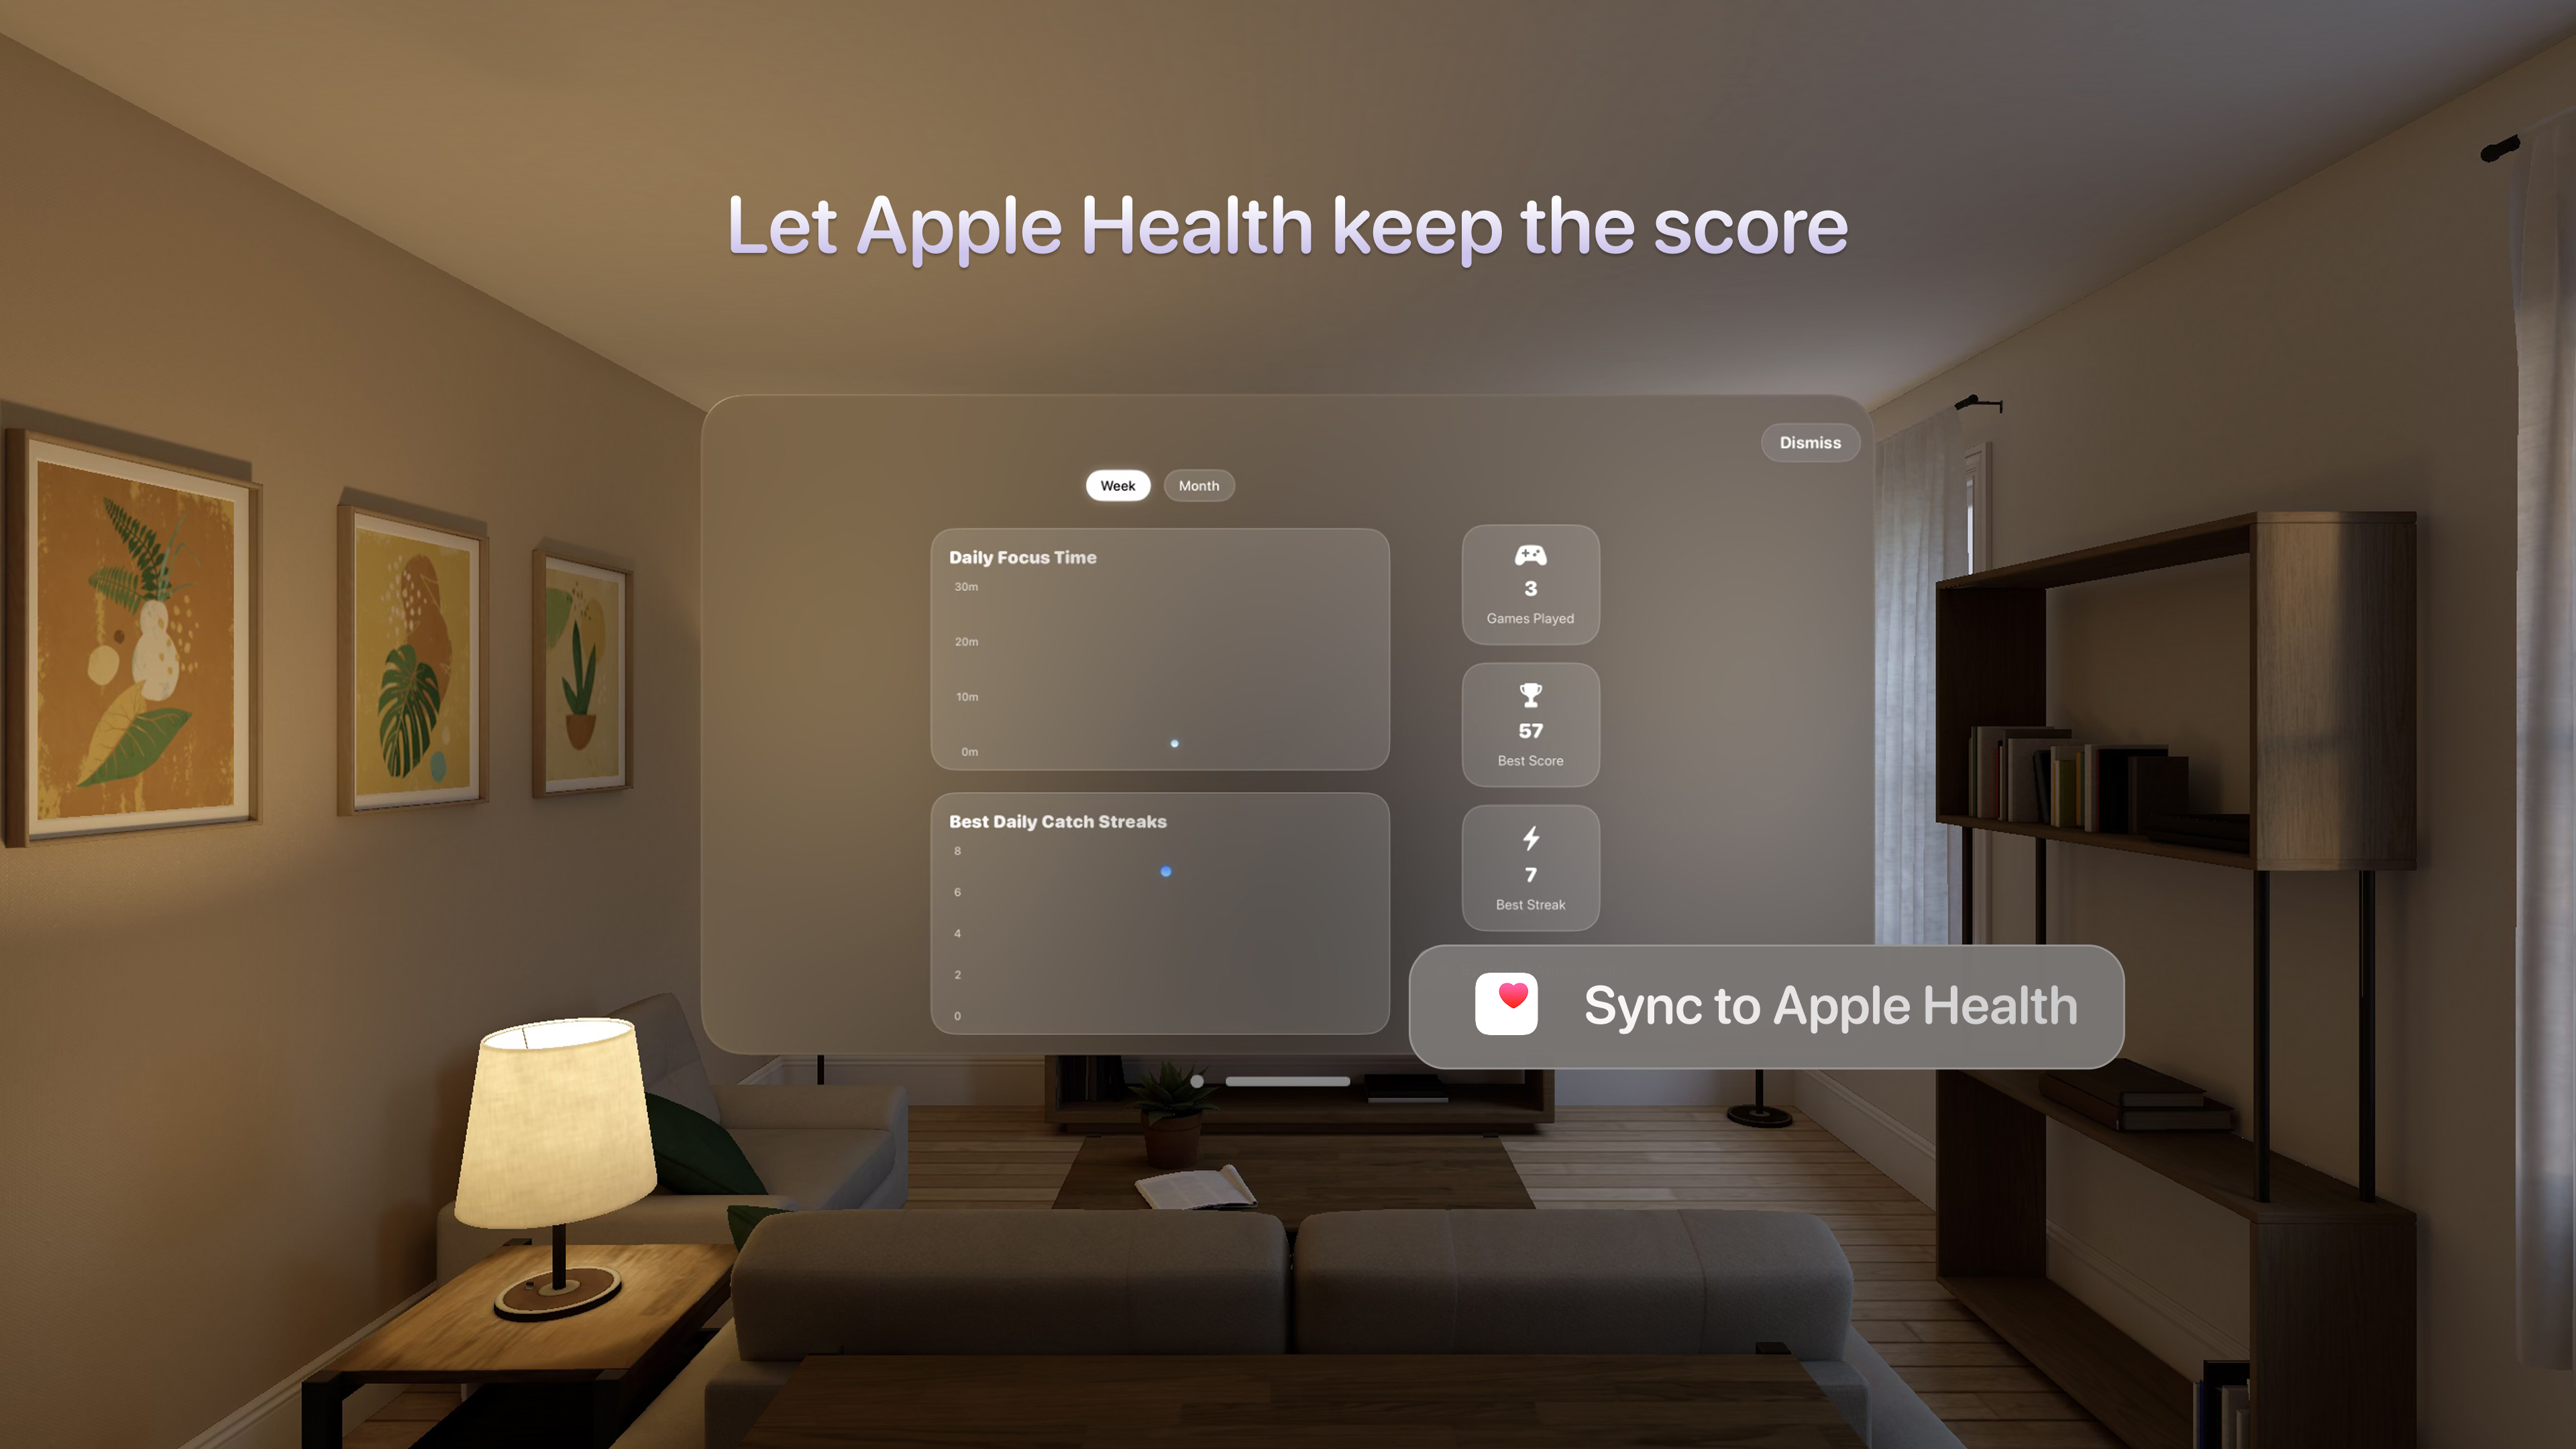 Let Apple Health keep the score
Dismiss
Week
Month
Daily Focus Time
30m
20m
10m
0m
3
Games Played
57
Best Score
Best Daily Catch Streaks
8
6
4
2
0
7
Best Streak
Sync to Apple Health